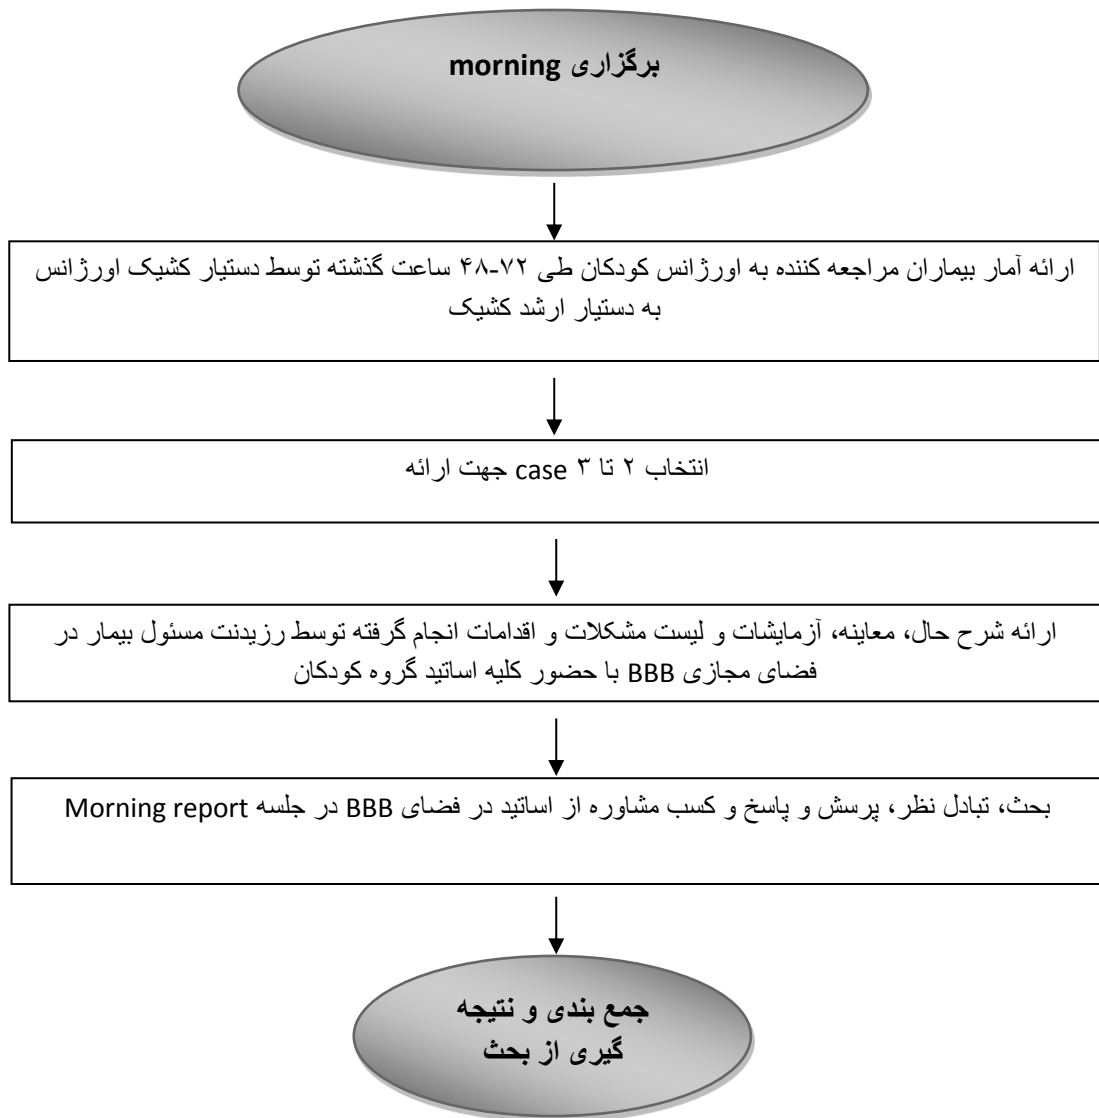 برگزاری morning
ارائه آمار بیماران مراجعه کننده به اورژانس کودکان طی ۷۲-۴۸ ساعت گذشته توسط دستیار کشیک اورژانس
به دستیار ارشد کشیک
انتخاب ۲ تا ۳ case جهت ارائه
ارائه شرح حال، معاینه، آزمایشات و لیست مشکلات و اقدامات انجام گرفته توسط رزیدنت مسئول بیمار در
فضای مجازی BBB با حضور کلیه اساتید گروه کودکان
بحث، تبادل نظر، پرسش و پاسخ و کسب مشاوره از اساتید در فضای BBB در جلسه Morning report
جمع بندی و نتیجه
گیری از بحث